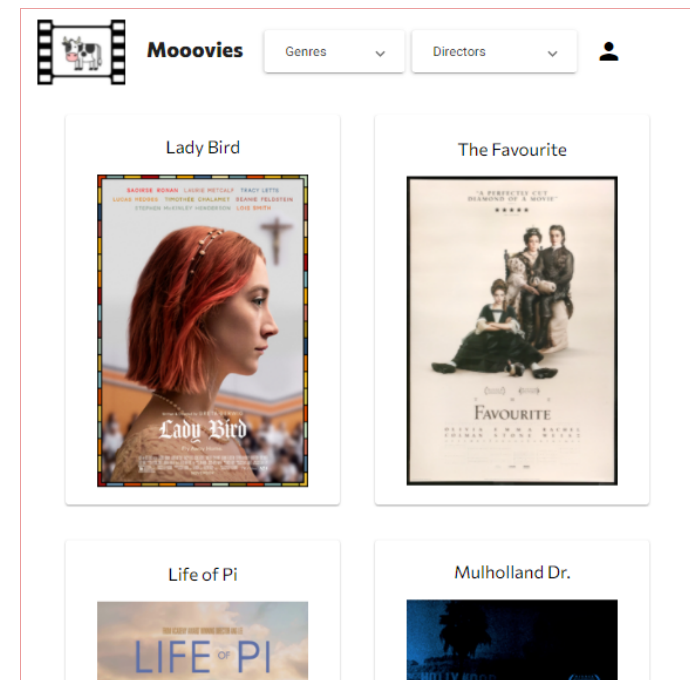 Mooovies
Genres
Directors
Lady Bird
The Favourite
SAOIRSE RONAN LAURIE METCALF TRACY LETTS
LUCAS HEDGES TIMOTHÉE CHALAMET BEANIE FELDSTEIN
STEPHEN MCKINLEY HENDERSON LOIS SMITH
Lady Bird
"A PERFECTLY CUT
DIAMOND OF A MOVIE"
★★★★★
THE
FAVOURITE
OLIVIA EMMA RACHEL
COLMAN STONE WEISZ
Life of Pi
Mulholland Dr.
LIFE OF PI